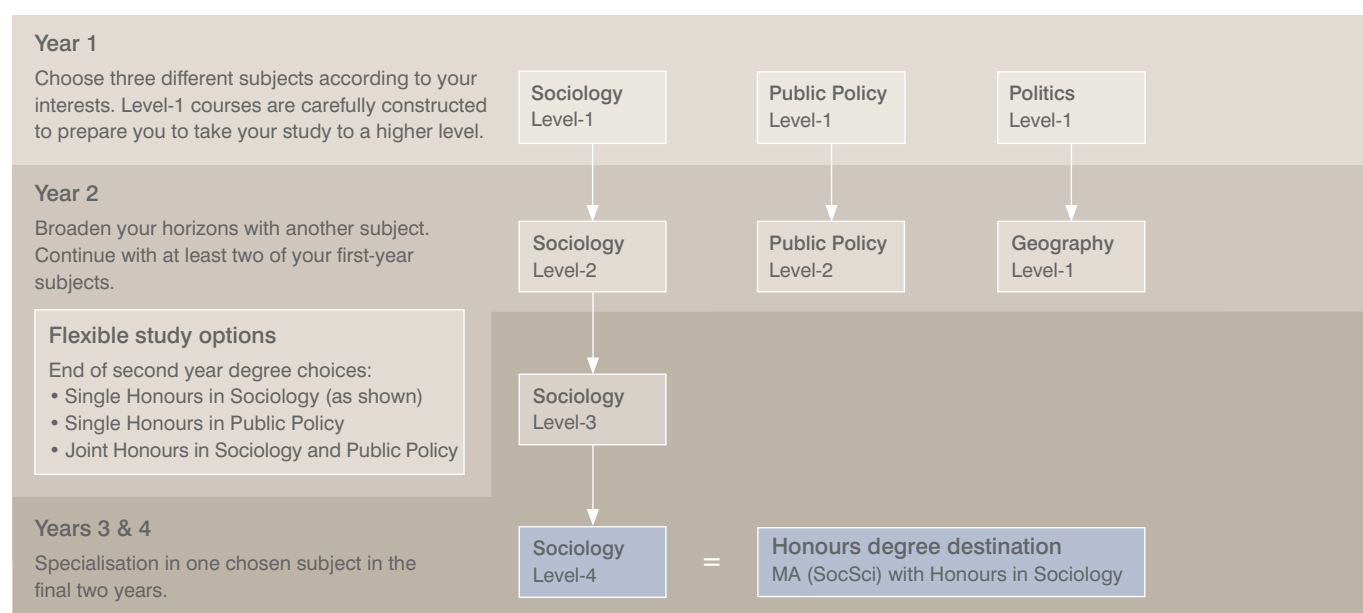 Year 1
Choose three different subjects according to your
interests. Level-1 courses are carefully constructed
to prepare you to take your study to a higher level.
Sociology
Level-1
Public Policy
Level-1
Politics
Level-1
Year 2
Broaden your horizons with another subject.
Continue with at least two of your first-year
subjects.
Sociology
Level-2
Public Policy
Level-2
Geography
Level-1
Flexible study options
End of second year degree choices:
• Single Honours in Sociology (as shown)
• Single Honours in Public Policy
• Joint Honours in Sociology and Public Policy
Sociology
Level-3
Years 3 & 4
Specialisation in one chosen subject in the
final two years.
Sociology
Level-4
=
Honours degree destination
MA (SocSci) with Honours in Sociology